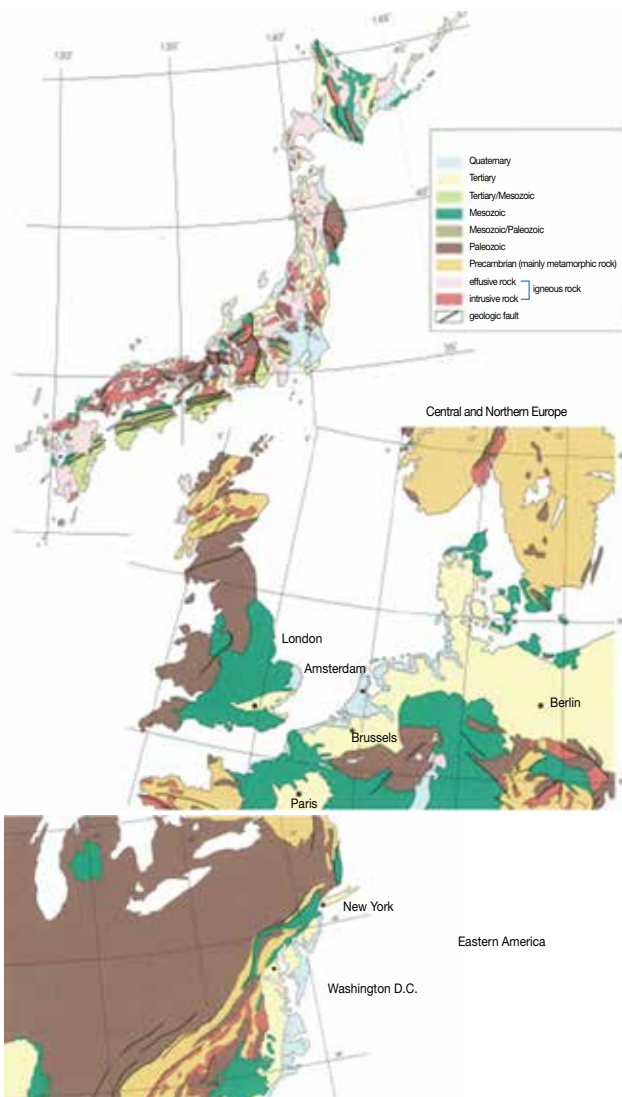 130°
135°
140°
145°
45°
40°
35°
Quaternary
Tertiary
Tertiary/Mesozoic
Mesozoic
Mesozoic/Paleozoic
Paleozoic
Precambrian (mainly metamorphic rock)
effusive rock
igneous rock
intrusive rock
geologic fault
Central and Northern Europe
London
Amsterdam
Berlin
Brussels
Paris
New York
Eastern America
Washington D.C.